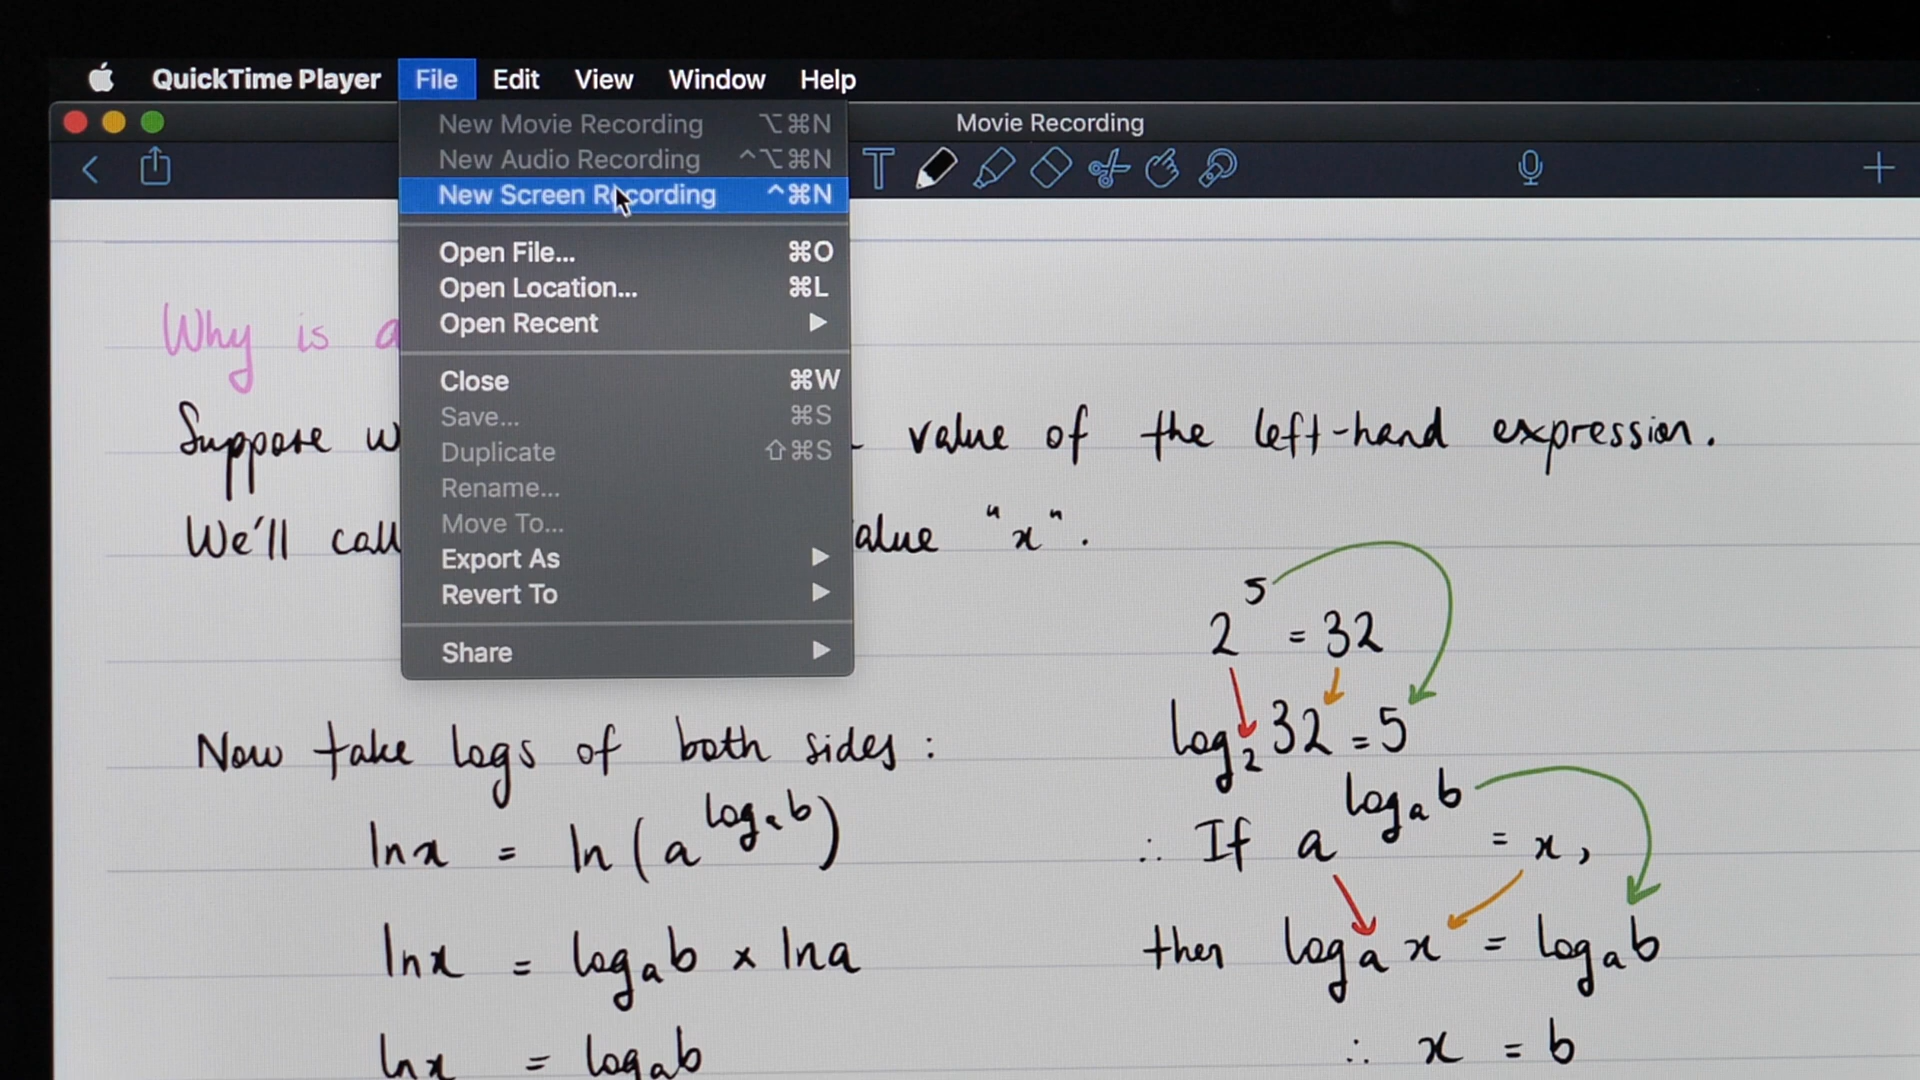 QuickTime Player File Edit View Window Help
Movie Recording
New Movie Recording ⌥⌘N
New Audio Recording ^⌥⌘N
New Screen Recording ^⌘N
Open File... ⌘O
Open Location... ⌘L
Open Recent ▶
Close ⌘W
Save... ⌘S
Duplicate ⇧⌘S
Rename...
Move To...
Export As ▶
Revert To ▶
Share ▶
T
Why is a
Suppose value of the left-hand expression.
We'll call "x".
2⁵ = 32
log₂ 32 = 5
Now take logs of both sides:
ln x = ln (a^(logₐb))
ln x = logₐb × ln a
ln x = logₐb
∴ If a^(logₐb) = x,
then logₐ x = logₐ b
∴ x = b